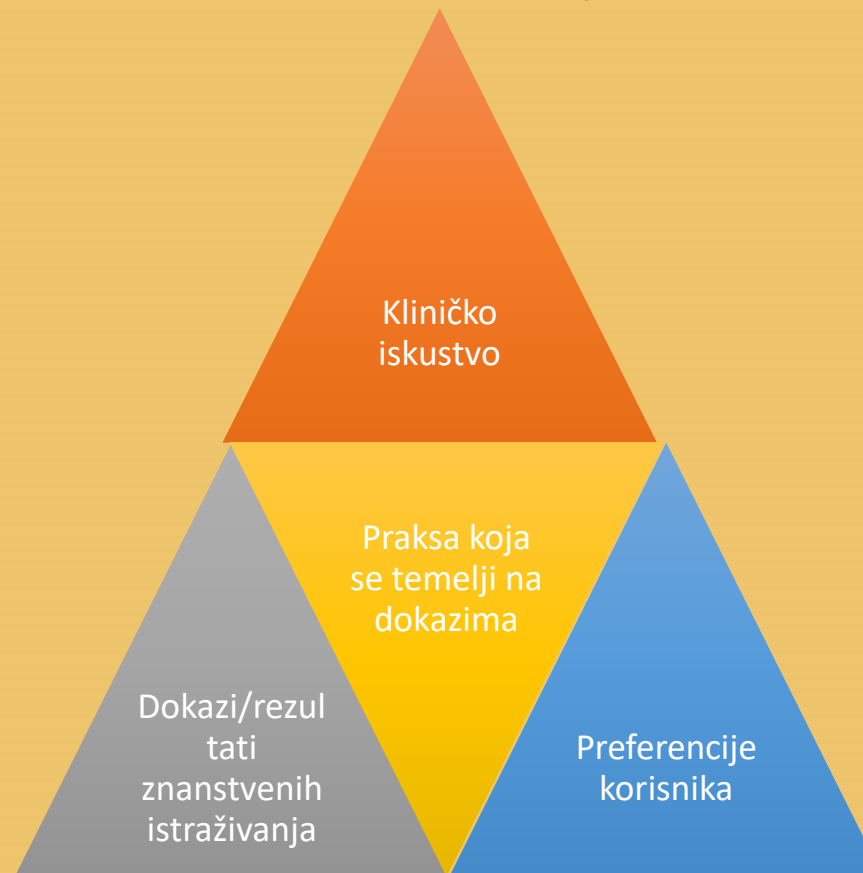 Kliničko
iskustvo
Praksa koja
se temelji na
dokazima
Dokazi/rezul
tati
znanstvenih
istraživanja
Preferencije
korisnika